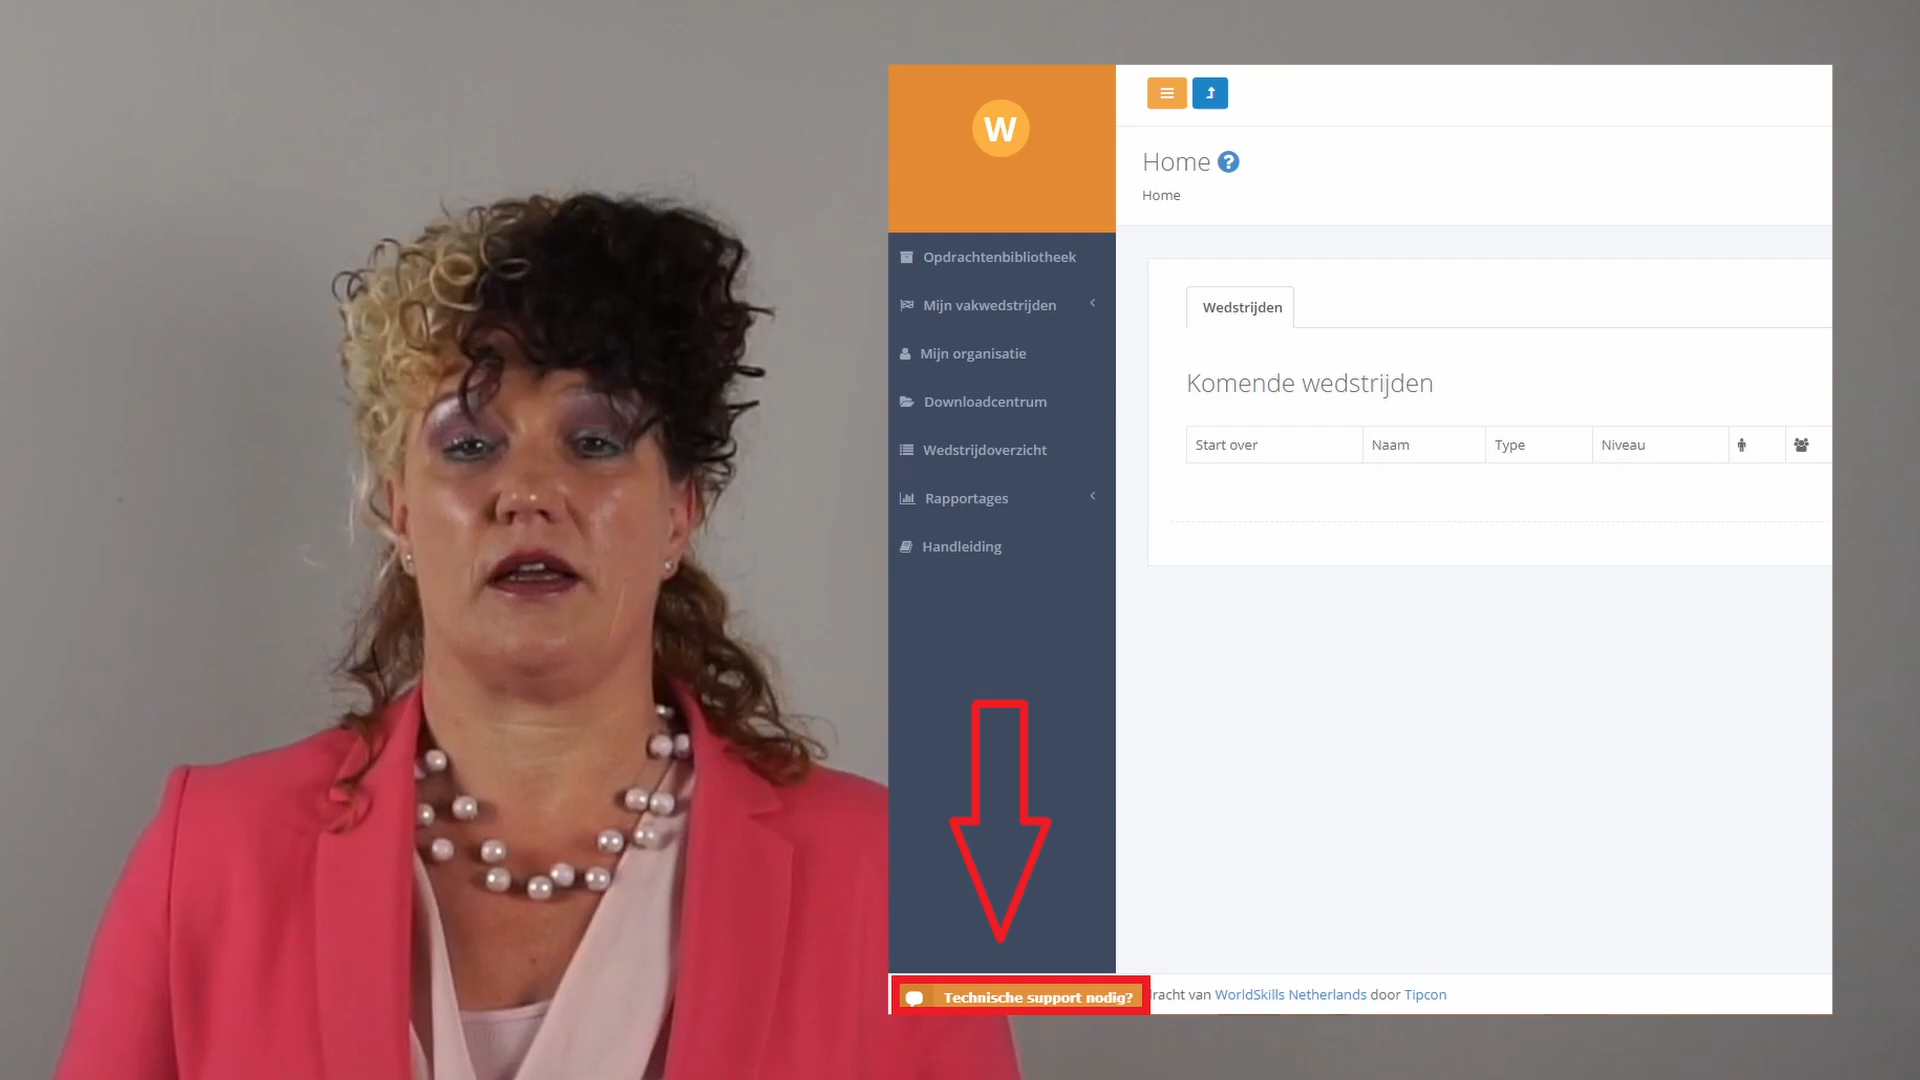 W
Home
Home
Opdrachtenbibliotheek
Mijn vakwedstrijden
Mijn organisatie
Downloadcentrum
Wedstrijdoverzicht
Rapportages
Handleiding
Wedstrijden
Komende wedstrijden
Start over Naam Type Niveau
Technische support nodig?
van WorldSkills Netherlands door Tipcon